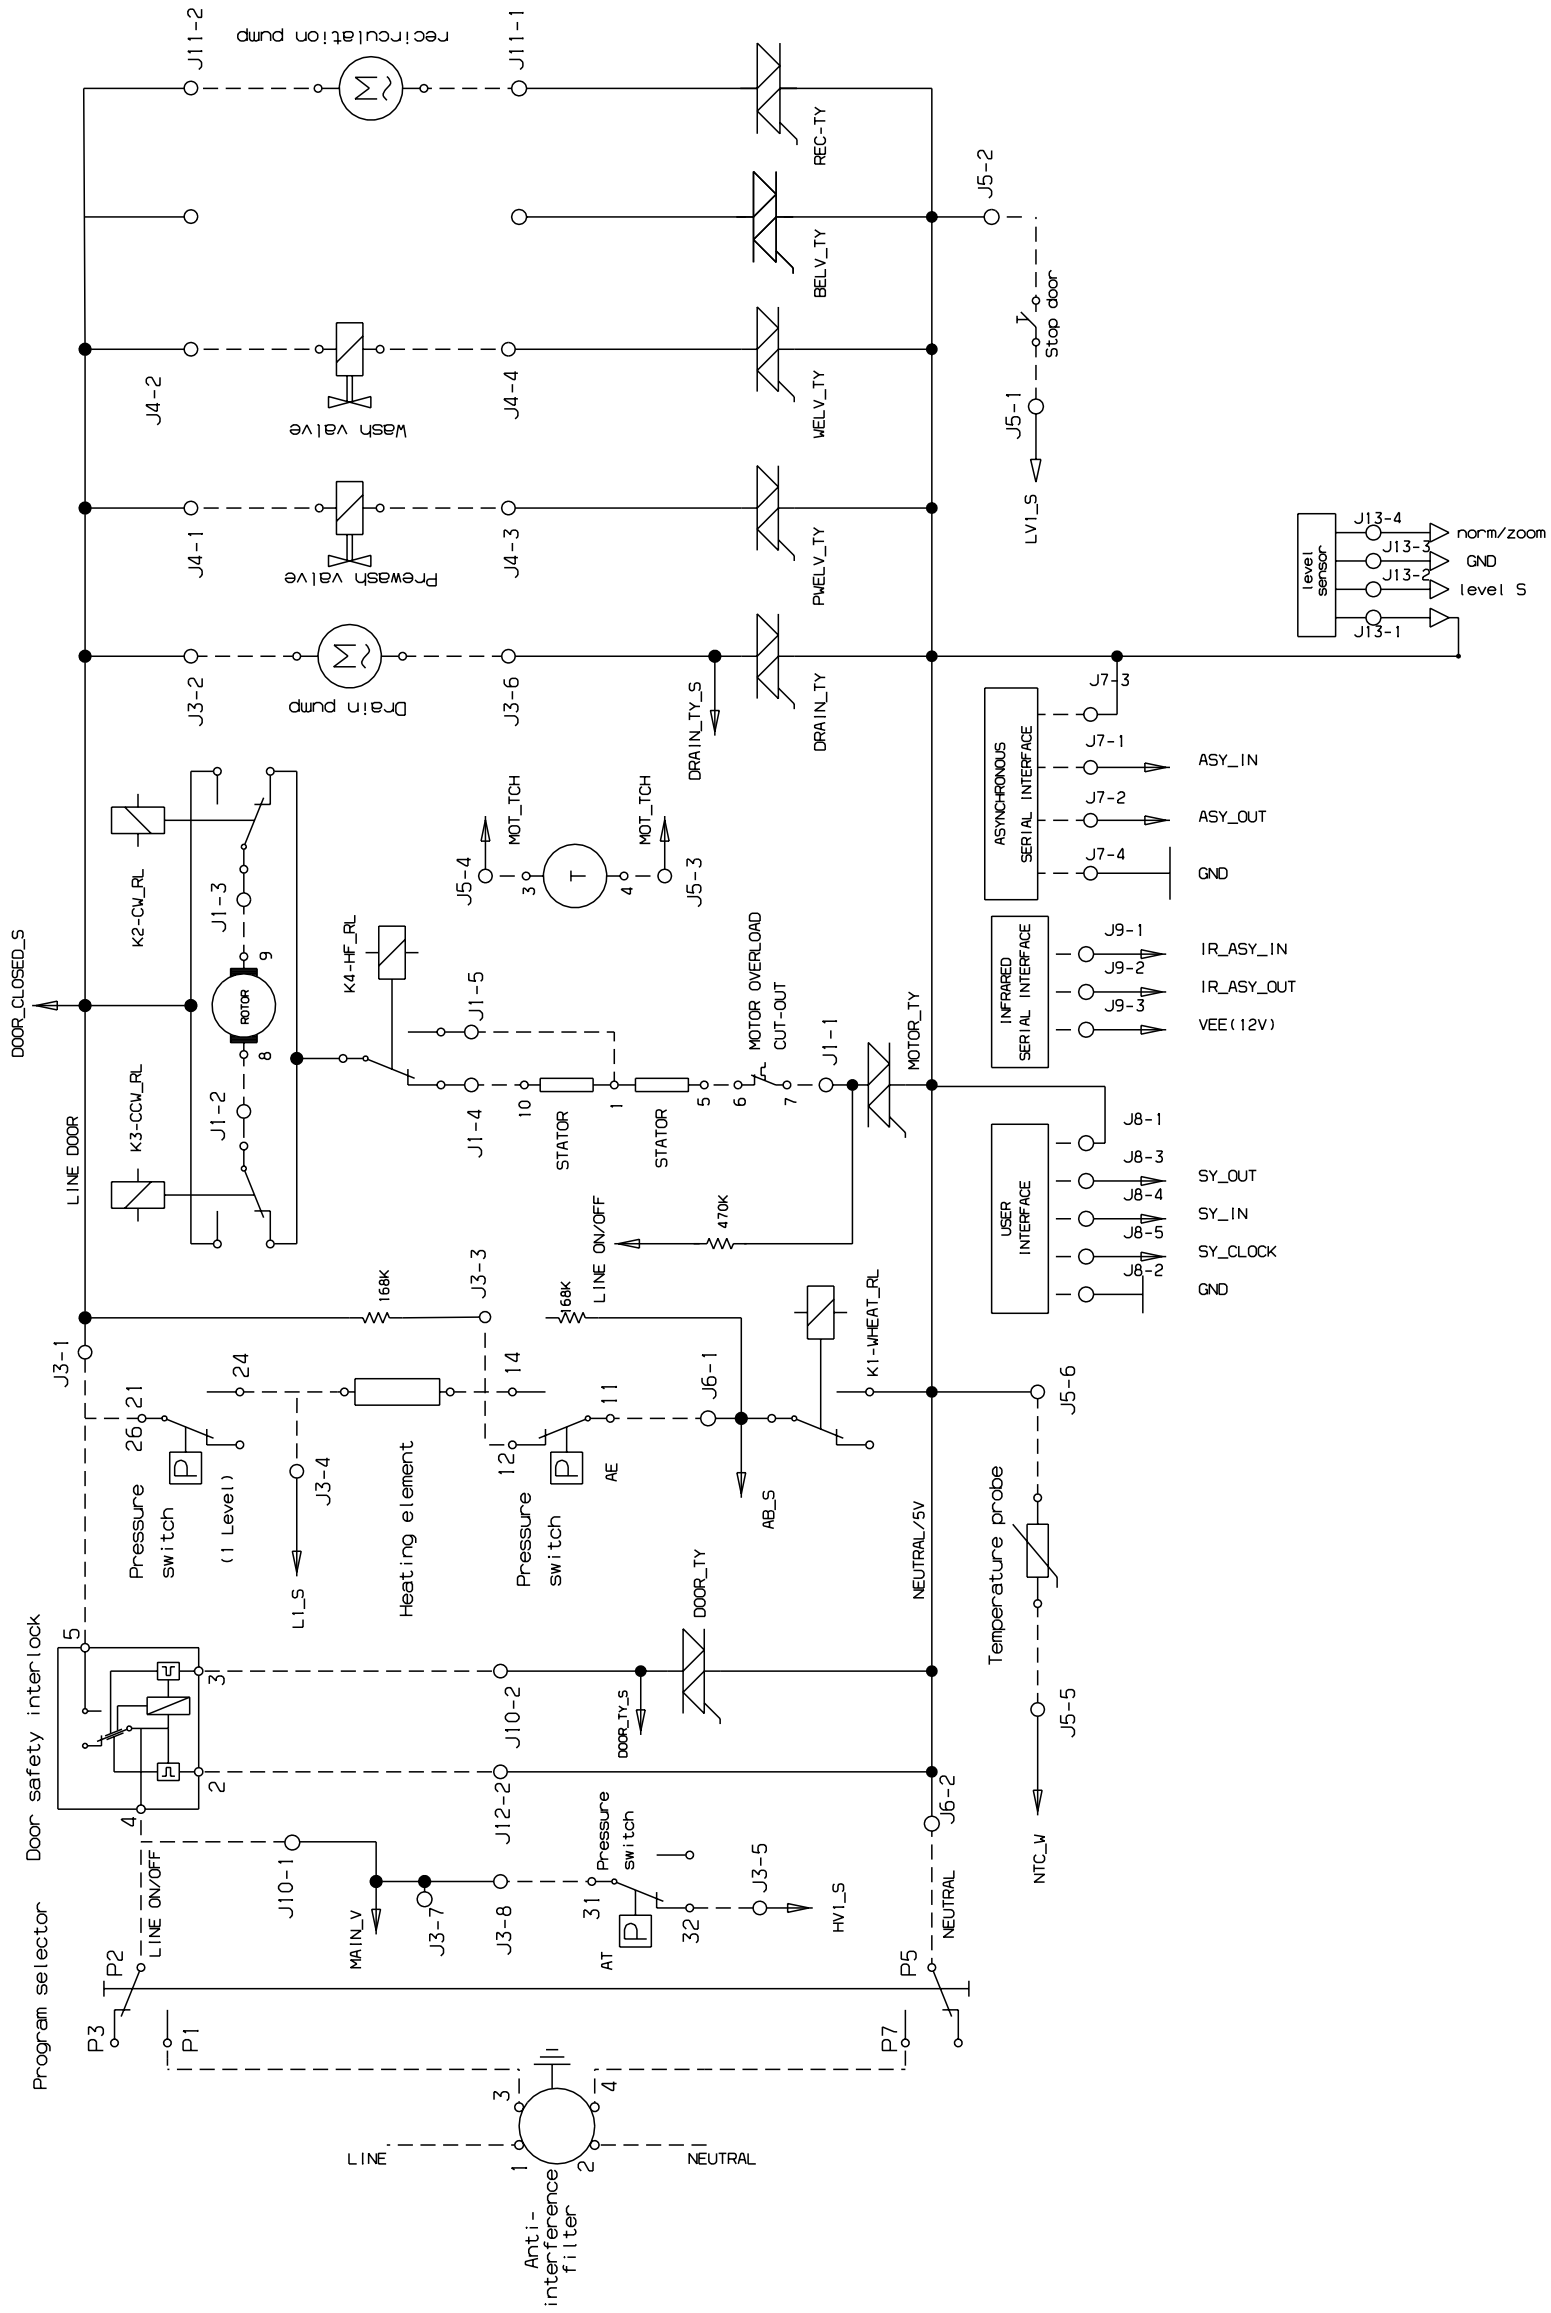 J11-2
recirculation pump
J11-1
REC-TY
J5-2
BELV_TY
Stop door
J5-1
LV1_S
J4-2
Wash valve
J4-4
WELV_TY
J4-1
Prewash valve
J4-3
PWELV_TY
level
sensor
J13-4
norm/zoom
J13-3
GND
J13-2
level S
J13-1
J3-2
Drain pump
J3-6
DRAIN_TY_S
DRAIN_TY
J7-3
ASYNCHRONOUS
SERIAL INTERFACE
J7-1
ASY_IN
J7-2
ASY_OUT
J7-4
GND
K2-CW_RL
J1-3
9
DOOR_CLOSED_S
ROTOR
8
J1-2
K3-CCW_RL
LINE DOOR
K4-HF_RL
J5-4
MOT_TCH
3
T
4
MOT_TCH
J5-3
J1-5
J1-4
10
STATOR
1
STATOR
5
6
MOTOR OVERLOAD
CUT-OUT
7
J1-1
MOTOR_TY
INFRARED
SERIAL INTERFACE
J9-1
IR_ASY_IN
J9-2
IR_ASY_OUT
J9-3
VEE(12V)
USER
INTERFACE
J8-1
J8-3
SY_OUT
J8-4
SY_IN
J8-5
SY_CLOCK
J8-2
GND
LINE ON/OFF
470K
J3-1
168K
J3-3
168K
K1-WHEAT_RL
26 21
24
P
Pressure
switch
(1 Level)
J3-4
L1_S
Heating element
14
12
11
P
AE
Pressure
switch
J6-1
AB_S
NEUTRAL/5V
J5-6
Temperature probe
J5-5
NTC_W
Door safety interlock
5
3
2
4
J10-2
DOOR_TY_S
DOOR_TY
J12-2
J6-2
NEUTRAL
LINE ON/OFF
J10-1
MAIN_V
J3-7
J3-8
31
Pressure
switch
P
AT
32
J3-5
HV1_S
Program selector
P2
P3
P1
P5
P7
3
4
1
2
LINE
NEUTRAL
Anti-
interference
filter